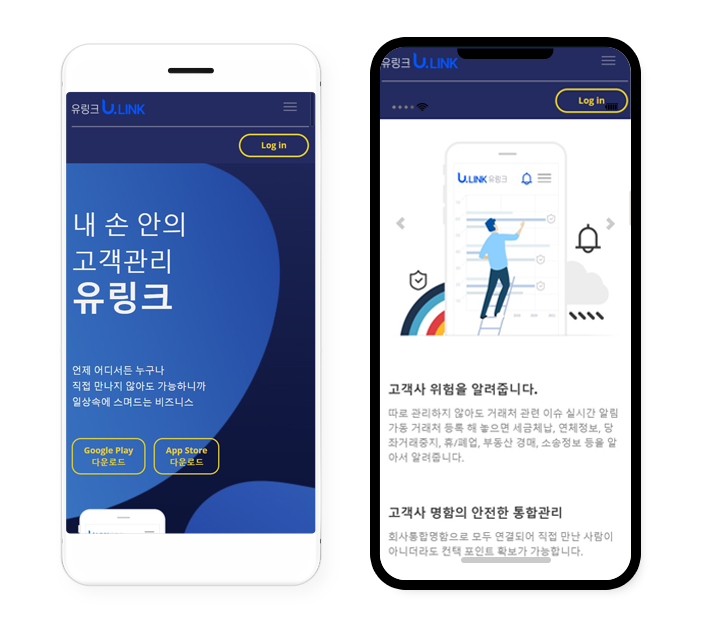 유링크 U.LINK
Log in
내 손 안의
고객관리
유링크
언제 어디서든 누구나
직접 만나지 않아도 가능하니까
일상속에 스며드는 비즈니스
Google Play
다운로드
App Store
다운로드
유링크 U.LINK
Log in
U.LINK 유링크
고객사 위험을 알려줍니다.
따로 관리하지 않아도 거래처 관련 이슈 실시간 알림
가동 거래처 등록 해 놓으면 세금체납, 연체정보, 당
좌거래중지, 휴/폐업, 부동산 경매, 소송정보 등을 알
아서 알려줍니다.
고객사 명함의 안전한 통합관리
회사통합명함으로 모두 연결되어 직접 만난 사람이
아니더라도 컨택 포인트 확보가 가능합니다.